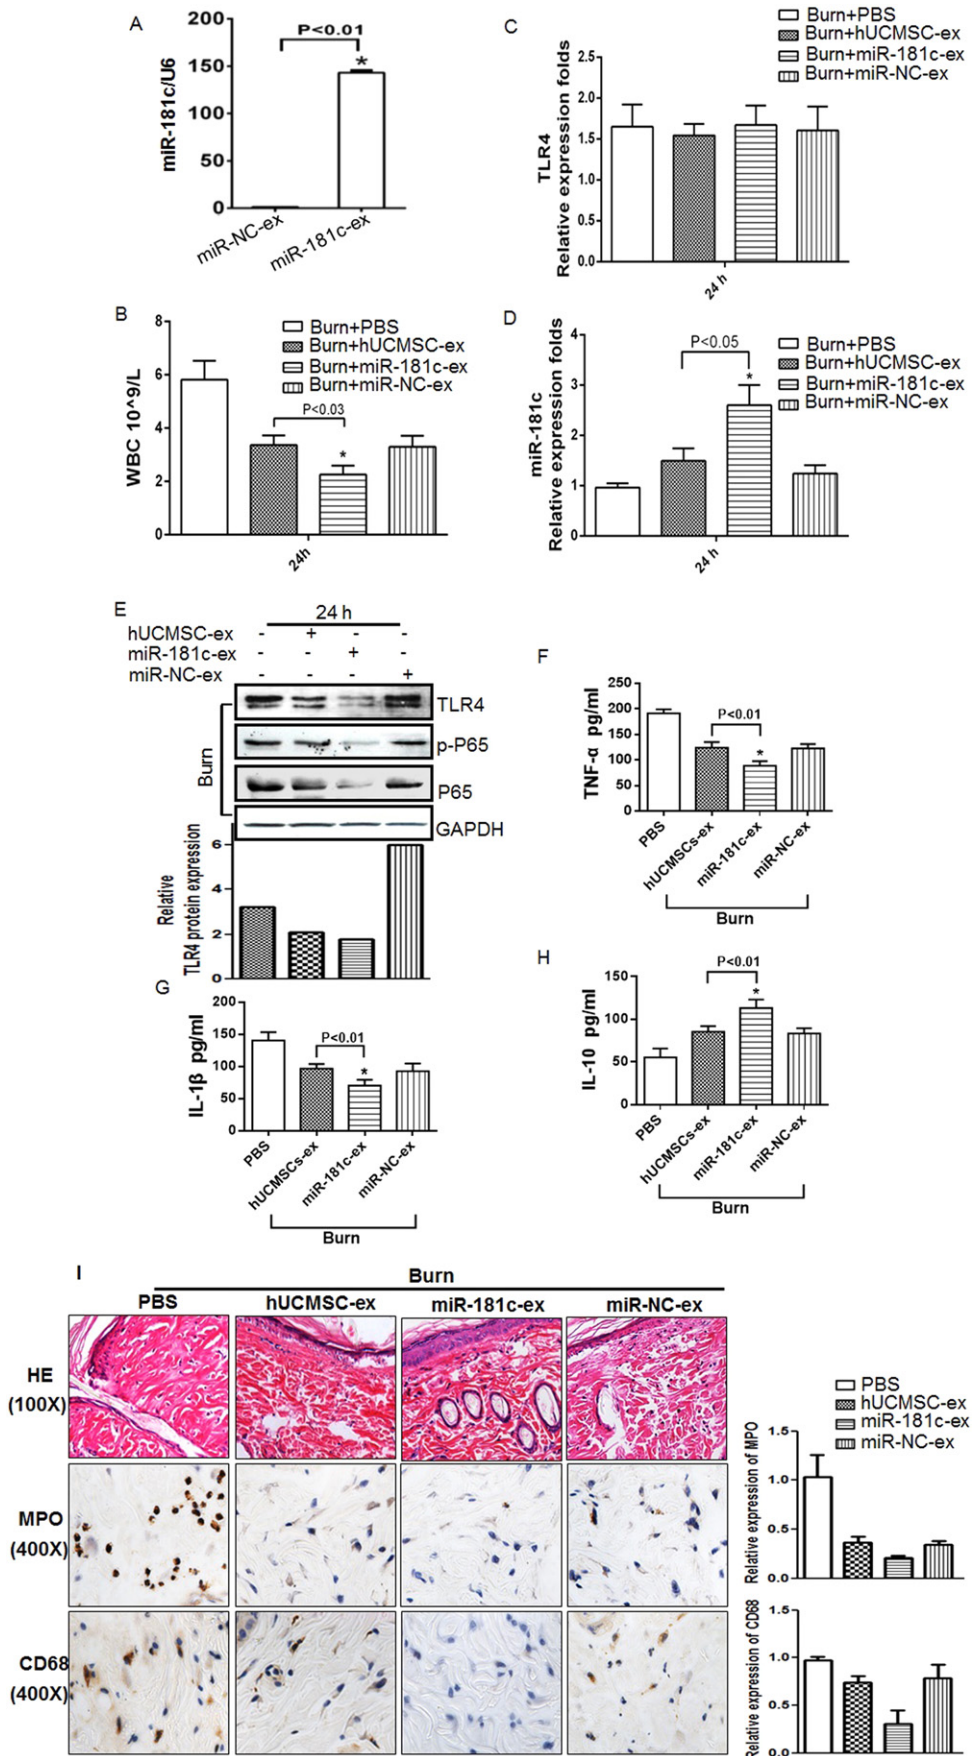 A
200
150
100
50
0
miR-181c/U6
P<0.01
*
miR-NC-ex
miR-181c-ex
C
Burn+PBS
Burn+hUCMSC-ex
Burn+miR-181c-ex
Burn+miR-NC-ex
TLR4
Relative expression folds
2.5
2.0
1.5
1.0
0.5
0.0
24 h
B
8
6
4
2
0
WBC 10^9/L
Burn+PBS
Burn+hUCMSC-ex
Burn+miR-181c-ex
Burn+miR-NC-ex
P<0.03
*
24h
D
4
3
2
1
0
miR-181c
Relative expression folds
P<0.05
*
Burn+PBS
Burn+hUCMSC-ex
Burn+miR-181c-ex
Burn+miR-NC-ex
24 h
E
24 h
hUCMSC-ex - + - -
miR-181c-ex - - + -
miR-NC-ex - - - +
TLR4
p-P65
P65
GAPDH
Burn
Relative
TLR4 protein expression
6
4
2
0
F
250
200
150
100
50
0
TNF-α pg/ml
P<0.01
*
PBS
hUCMSCs-ex
miR-181c-ex
miR-NC-ex
Burn
G
200
150
100
50
0
IL-1β pg/ml
P<0.01
*
PBS
hUCMSCs-ex
miR-181c-ex
miR-NC-ex
Burn
H
150
100
50
0
IL-10 pg/ml
P<0.01
*
PBS
hUCMSCs-ex
miR-181c-ex
miR-NC-ex
Burn
I
Burn
PBS hUCMSC-ex miR-181c-ex miR-NC-ex
HE
(100X)
MPO
(400X)
CD68
(400X)
PBS
hUCMSC-ex
miR-181c-ex
miR-NC-ex
Relative expression of MPO
1.5
1.0
0.5
0.0
Relative expression of CD68
1.5
1.0
0.5
0.0